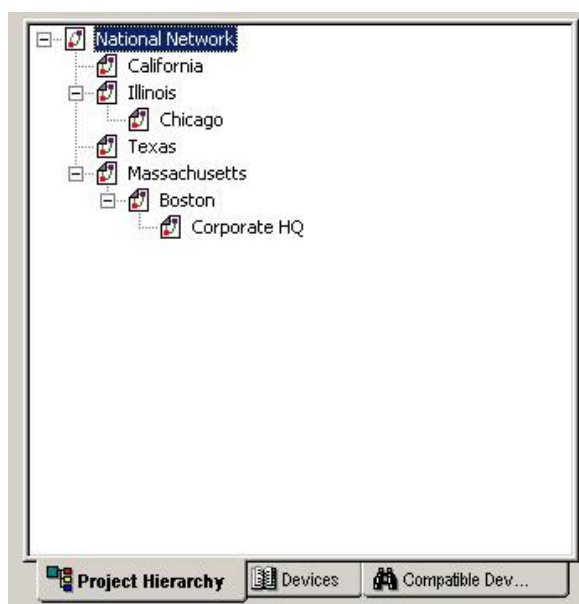 National Network
California
Illinois
Chicago
Texas
Massachusetts
Boston
Corporate HQ
Project Hierarchy Devices Compatible Dev...